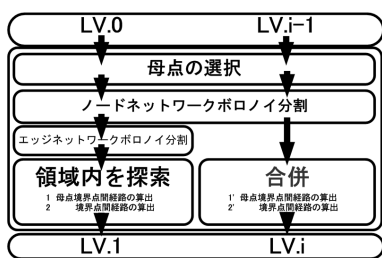 LV.0 LV.i-1
母点の選択
ノードネットワークボロノイ分割
エッジネットワークボロノイ分割
領域内を探索
1 母点境界点間経路の算出
2 境界点間経路の算出
合併
1' 母点境界点間経路の算出
2' 境界点間経路の算出
LV.1 LV.i